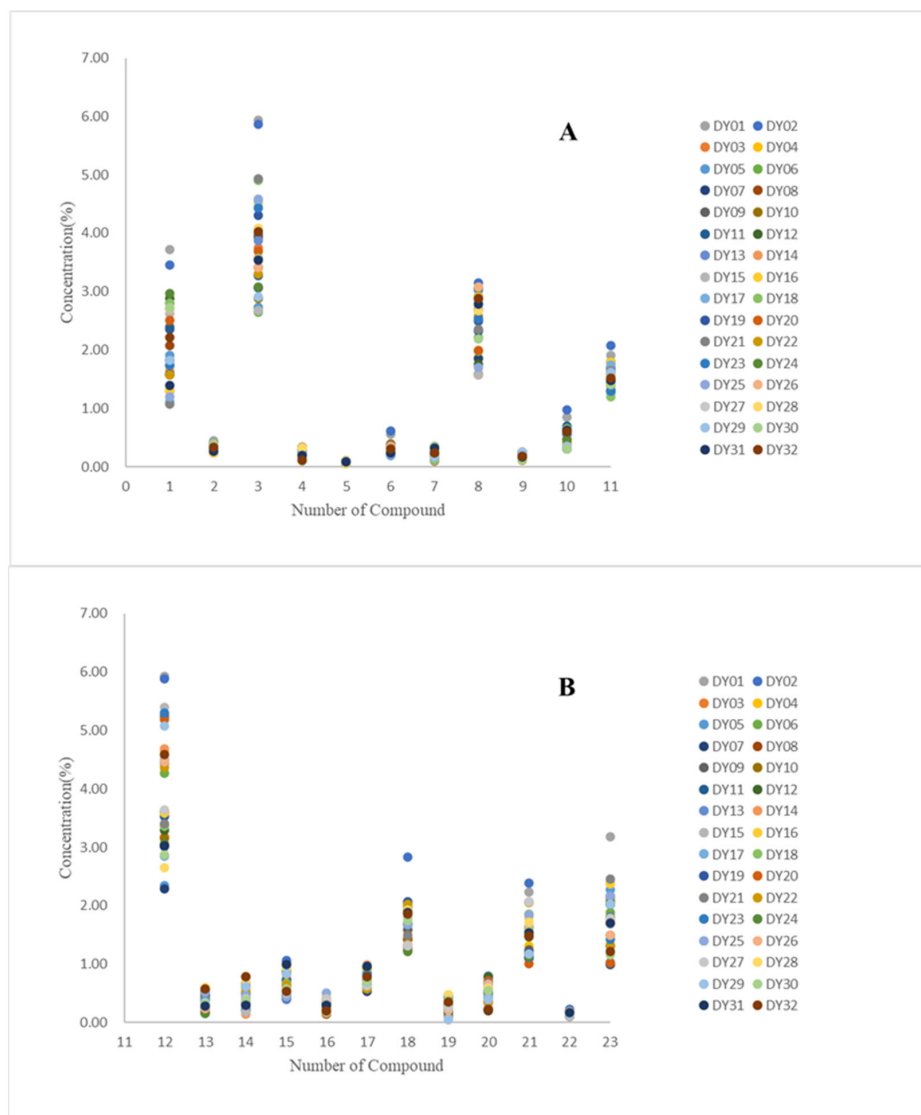 7.00
6.00
5.00
4.00
3.00
2.00
1.00
0.00
Concentration(%)
0 1 2 3 4 5 6 7 8 9 10 11
Number of Compound
A
DY01 DY02
DY03 DY04
DY05 DY06
DY07 DY08
DY09 DY10
DY11 DY12
DY13 DY14
DY15 DY16
DY17 DY18
DY19 DY20
DY21 DY22
DY23 DY24
DY25 DY26
DY27 DY28
DY29 DY30
DY31 DY32
7.00
6.00
5.00
4.00
3.00
2.00
1.00
0.00
Concentration(%)
11 12 13 14 15 16 17 18 19 20 21 22 23
Number of Compound
B
DY01 DY02
DY03 DY04
DY05 DY06
DY07 DY08
DY09 DY10
DY11 DY12
DY13 DY14
DY15 DY16
DY17 DY18
DY19 DY20
DY21 DY22
DY23 DY24
DY25 DY26
DY27 DY28
DY29 DY30
DY31 DY32